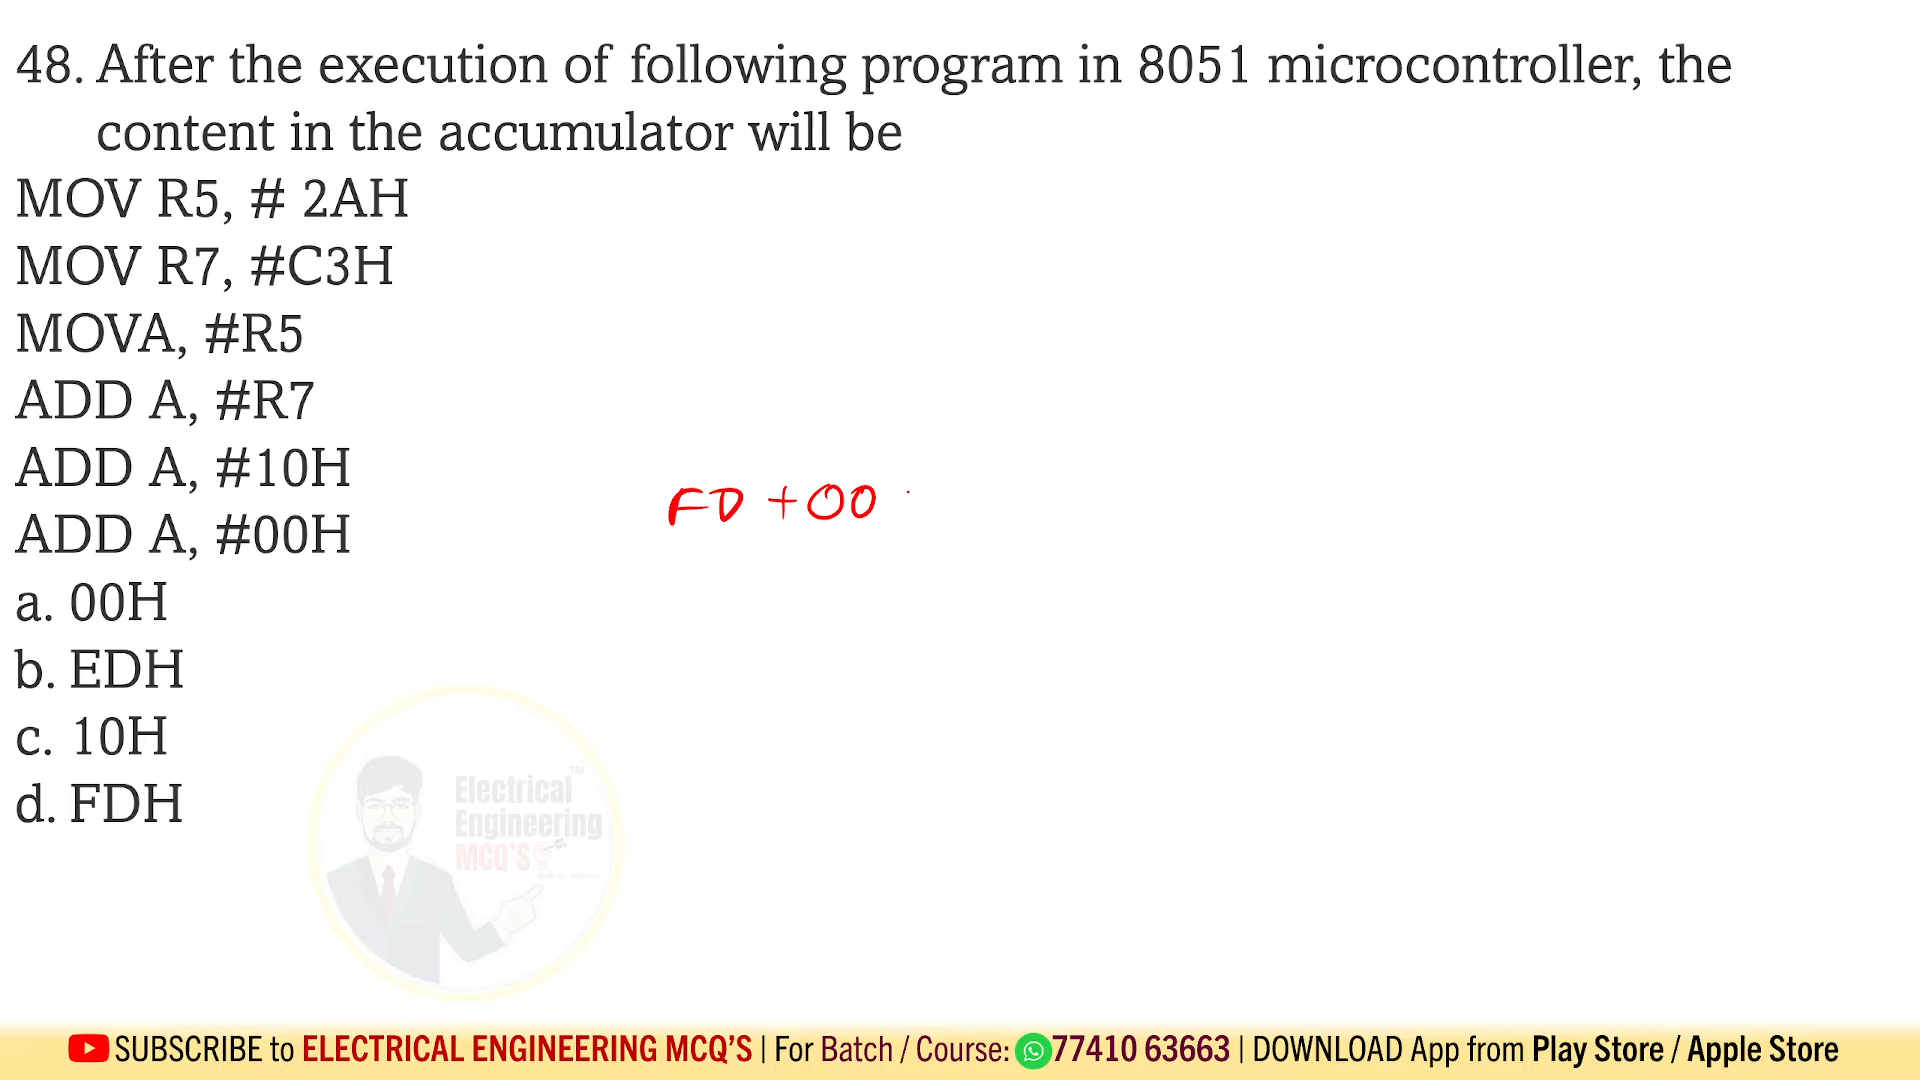 48. After the execution of following program in 8051 microcontroller, the
content in the accumulator will be
MOV R5, # 2AH
MOV R7, #C3H
MOVA, #R5
ADD A, #R7
ADD A, #10H
FD + 00
ADD A, #00H
a. 00H
b. EDH
c. 10H
d. FDH
Electrical
Engineering
MCQ'S
TM
SUBSCRIBE to ELECTRICAL ENGINEERING MCQ'S | For Batch / Course: 77410 63663 | DOWNLOAD App from Play Store / Apple Store